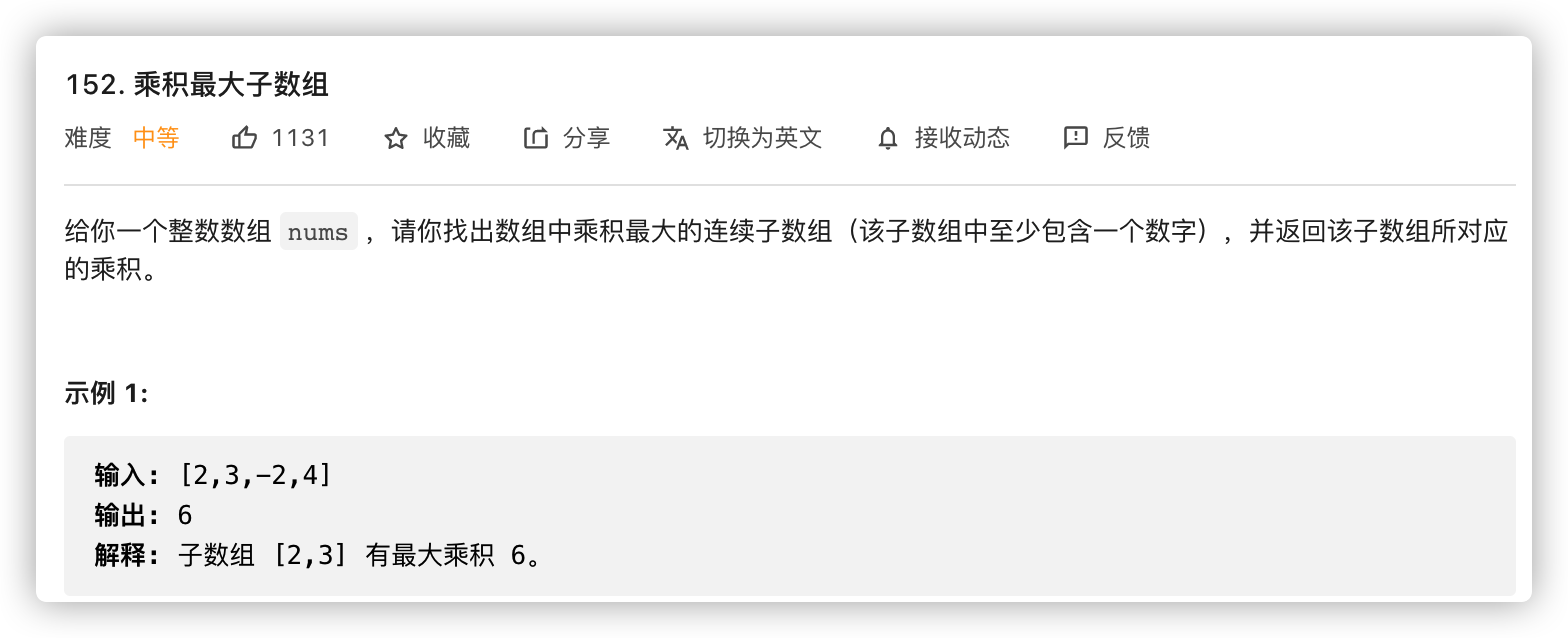 152. 乘积最大子数组
难度 中等 1131 收藏 分享 切换为英文 接收动态 反馈
给你一个整数数组 nums ，请你找出数组中乘积最大的连续子数组（该子数组中至少包含一个数字），并返回该子数组所对应
的乘积。
示例 1:
输入: [2,3,-2,4]
输出: 6
解释: 子数组 [2,3] 有最大乘积 6。